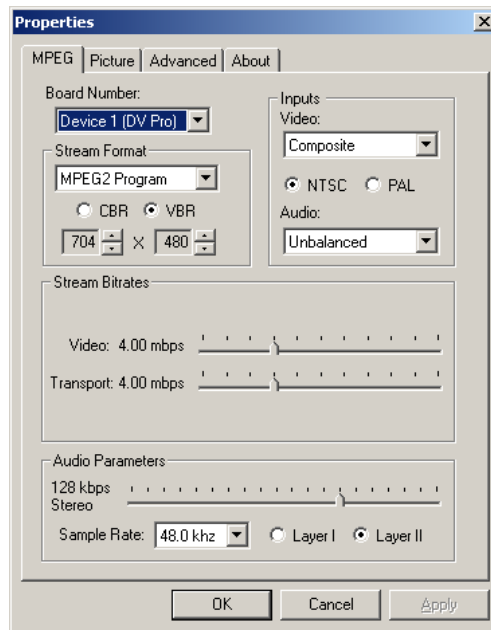 Properties
MPEG Picture Advanced About
Board Number:
Device 1 (DV Pro)
Stream Format
MPEG2 Program
CBR VBR
704 X 480
Inputs
Video:
Composite
NTSC PAL
Audio:
Unbalanced
Stream Bitrates
Video: 4.00 mbps
Transport: 4.00 mbps
Audio Parameters
128 kbps
Stereo
Sample Rate: 48.0 khz Layer I Layer II
OK Cancel Apply